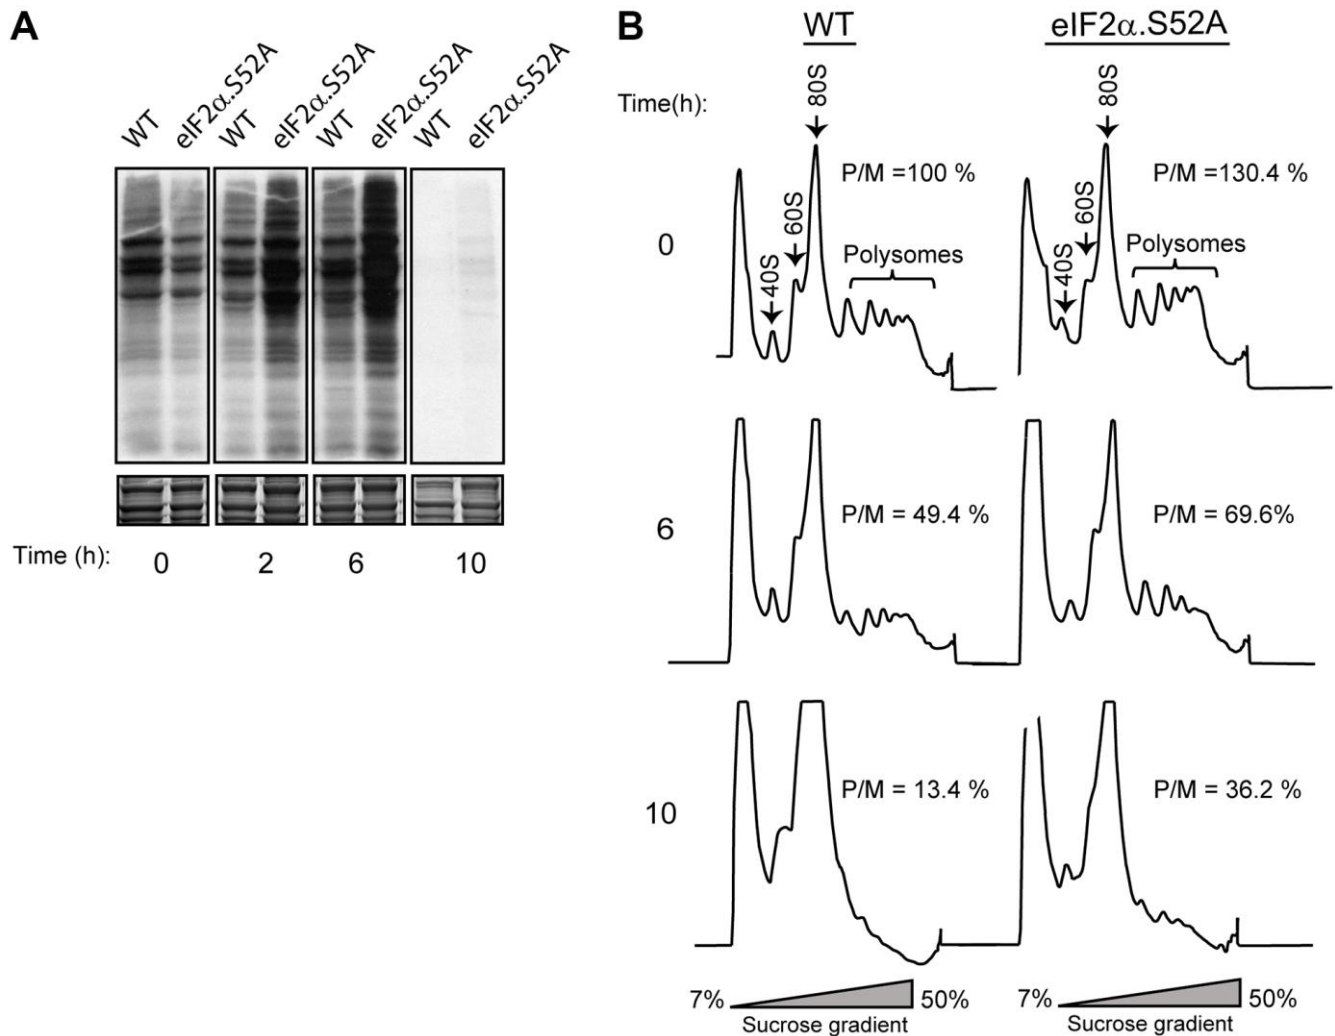 A
WT
eIF2α.S52A
WT
eIF2α.S52A
WT
eIF2α.S52A
WT
eIF2α.S52A
Time (h):
0
2
6
10
B
WT
eIF2α.S52A
Time(h):
0
40S
60S
80S
P/M =100 %
Polysomes
40S
60S
80S
P/M =130.4 %
Polysomes
6
P/M = 49.4 %
P/M = 69.6%
10
P/M = 13.4 %
P/M = 36.2 %
7%
50%
Sucrose gradient
7%
50%
Sucrose gradient